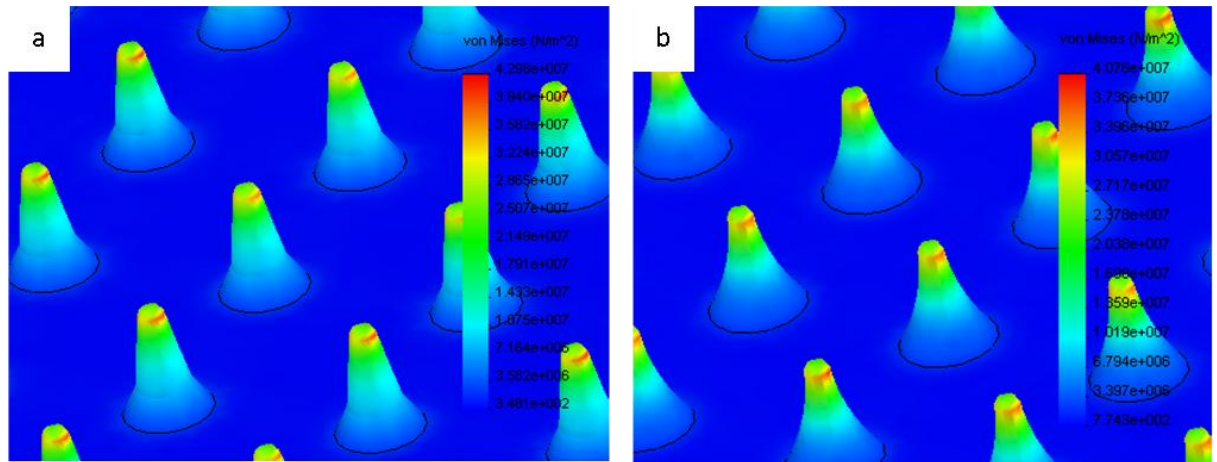 a
von Mises (N/m^2)
4.298e+007
3.940e+007
3.582e+007
3.224e+007
2.865e+007
2.507e+007
2.149e+007
1.791e+007
1.433e+007
1.075e+007
7.164e+006
3.582e+006
3.481e+002
b
von Mises (N/m^2)
4.076e+007
3.736e+007
3.396e+007
3.057e+007
2.717e+007
2.378e+007
2.038e+007
1.698e+007
1.359e+007
1.019e+007
6.794e+006
3.397e+006
7.743e+002